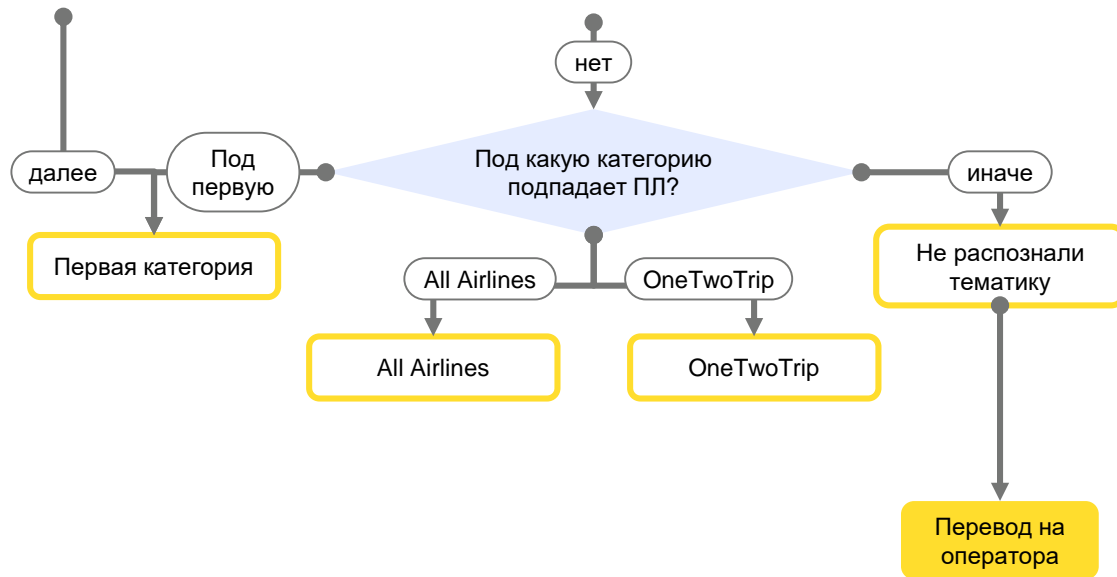 нет
далее
Под
первую
Под какую категорию
подпадает ПЛ?
иначе
Первая категория
All Airlines
OneTwoTrip
Не распознали
тематику
All Airlines
OneTwoTrip
Перевод на
оператора